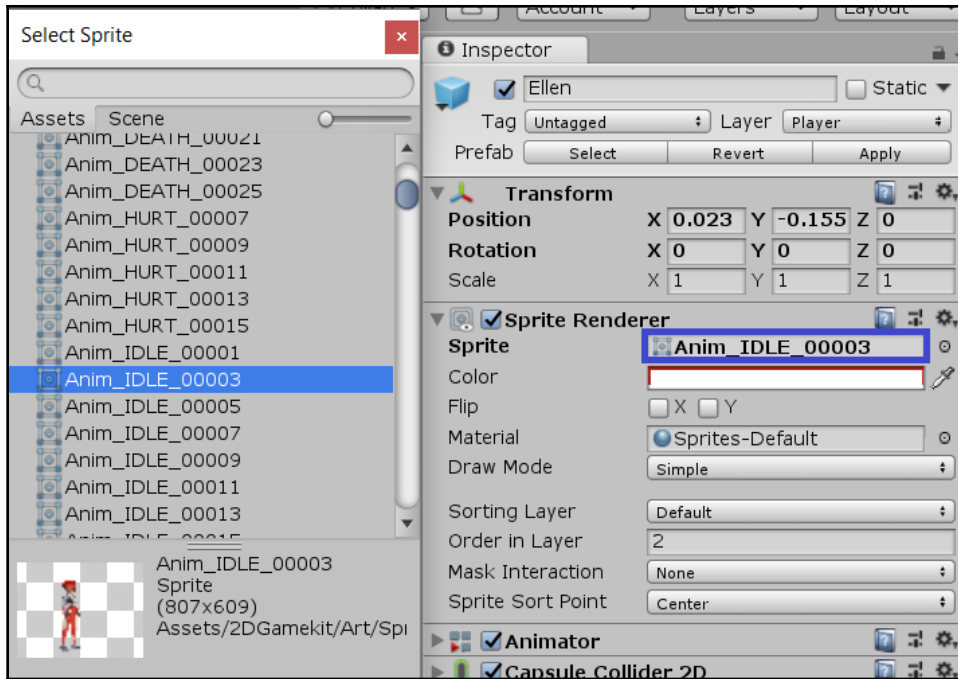 Account Layers Layout
Select Sprite
Assets Scene
Anim_DEATH_00021
Anim_DEATH_00023
Anim_DEATH_00025
Anim_HURT_00007
Anim_HURT_00009
Anim_HURT_00011
Anim_HURT_00013
Anim_HURT_00015
Anim_IDLE_00001
Anim_IDLE_00003
Anim_IDLE_00005
Anim_IDLE_00007
Anim_IDLE_00009
Anim_IDLE_00011
Anim_IDLE_00013
Anim_IDLE_00015
Anim_IDLE_00003
Sprite
(807x609)
Assets/2DGamekit/Art/Spr
Inspector
Ellen Static
Tag Untagged Layer Player
Prefab Select Revert Apply
Transform
Position X 0.023 Y -0.155 Z 0
Rotation X 0 Y 0 Z 0
Scale X 1 Y 1 Z 1
Sprite Renderer
Sprite Anim_IDLE_00003
Color
Flip X Y
Material Sprites-Default
Draw Mode Simple
Sorting Layer Default
Order in Layer 2
Mask Interaction None
Sprite Sort Point Center
Animator
Capsule Collider 2D